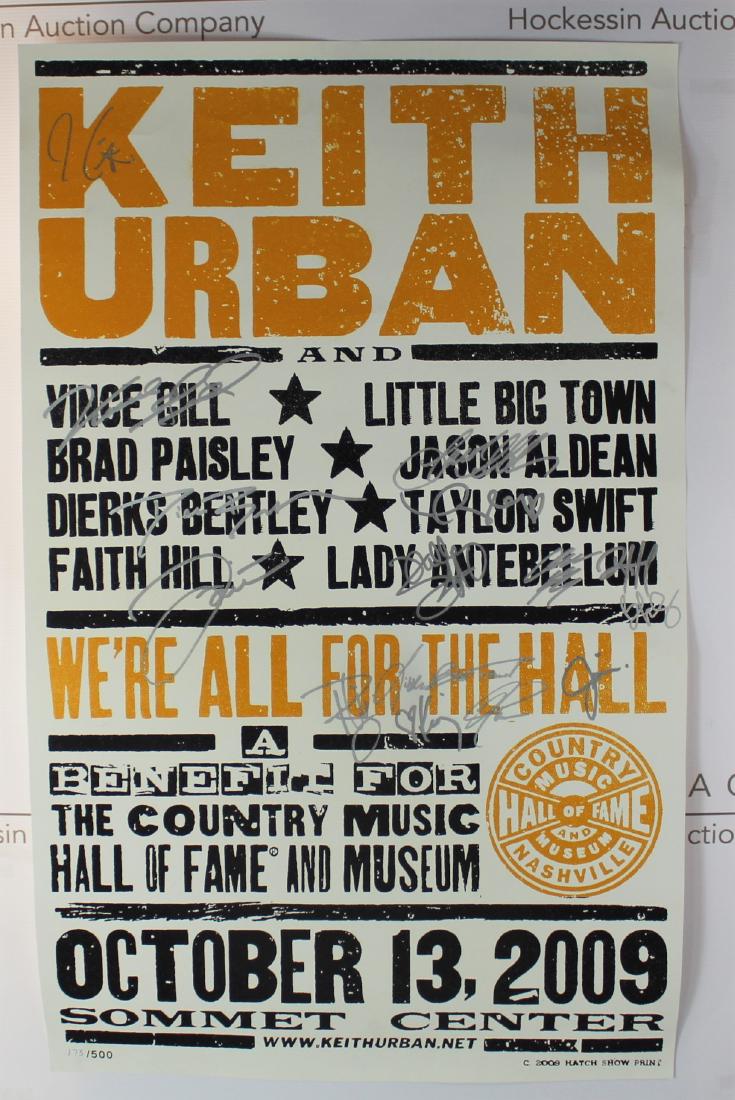 n Auction Company
Hockessin Auctio
KEITH
URBAN
AND
VINCE GILL ★ LITTLE BIG TOWN
BRAD PAISLEY ★ JASON ALDEAN
DIERKS BENTLEY ★ TAYLOR SWIFT
FAITH HILL ★ LADY ANTEBELLUM
WE'RE ALL FOR THE HALL
A
BENEFIT FOR
THE COUNTRY MUSIC
HALL OF FAME® AND MUSEUM
COUNTRY
MUSIC
HALL OF FAME
AND
MUSEUM
NASHVILLE
A
sin
ctio
OCTOBER 13, 2009
SOMMET CENTER
WWW.KEITHURBAN.NET
/500
C. 2009 HATCH SHOW PRINT